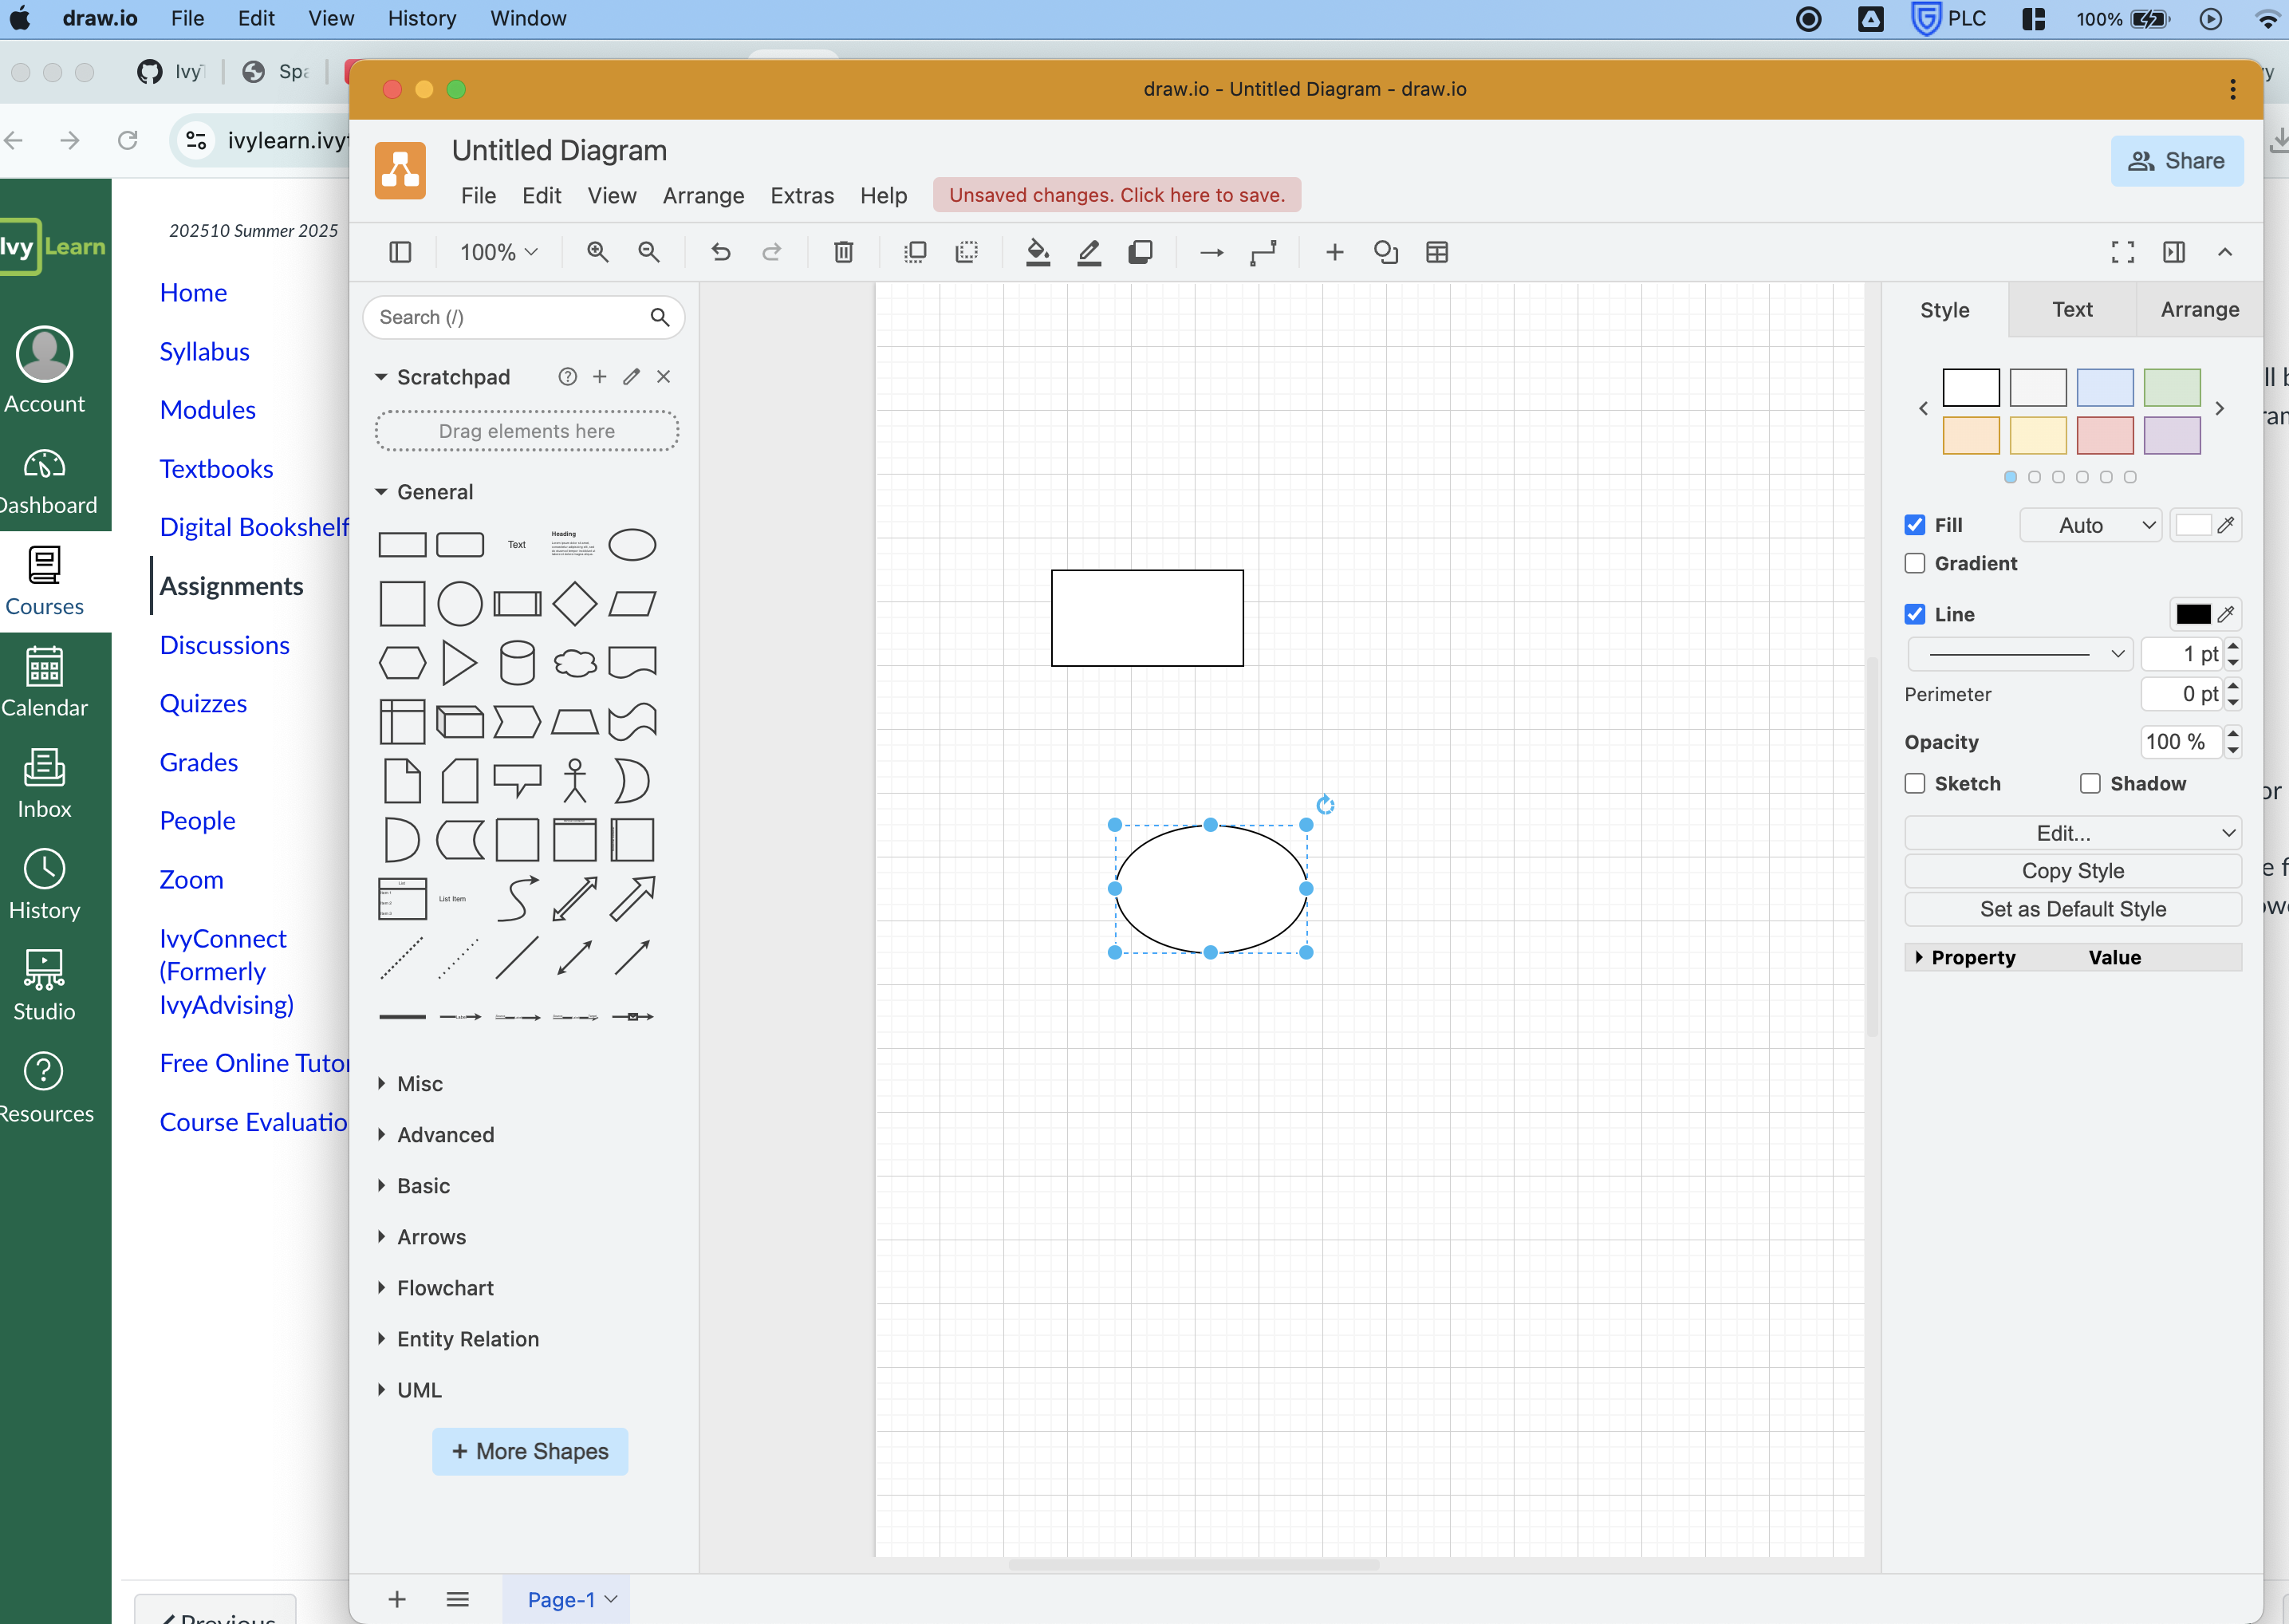 draw.io File Edit View History Window PLC 100%
draw.io - Untitled Diagram - draw.io
Untitled Diagram
Share
File Edit View Arrange Extras Help Unsaved changes. Click here to save.
100%
Ivy Learn
Account
Dashboard
Courses
Calendar
Inbox
History
Studio
Resources
202510 Summer 2025
Home
Syllabus
Modules
Textbooks
Digital Bookshelf
Assignments
Discussions
Quizzes
Grades
People
Zoom
IvyConnect
(Formerly
IvyAdvising)
Free Online Tutor
Course Evaluatio
Previous
Search (/)
Scratchpad
Drag elements here
General
Text
Heading
List
List Item
Misc
Advanced
Basic
Arrows
Flowchart
Entity Relation
UML
+ More Shapes
Page-1
Style Text Arrange
Fill Auto
Gradient
Line
1 pt
Perimeter 0 pt
Opacity 100 %
Sketch Shadow
Edit...
Copy Style
Set as Default Style
Property Value